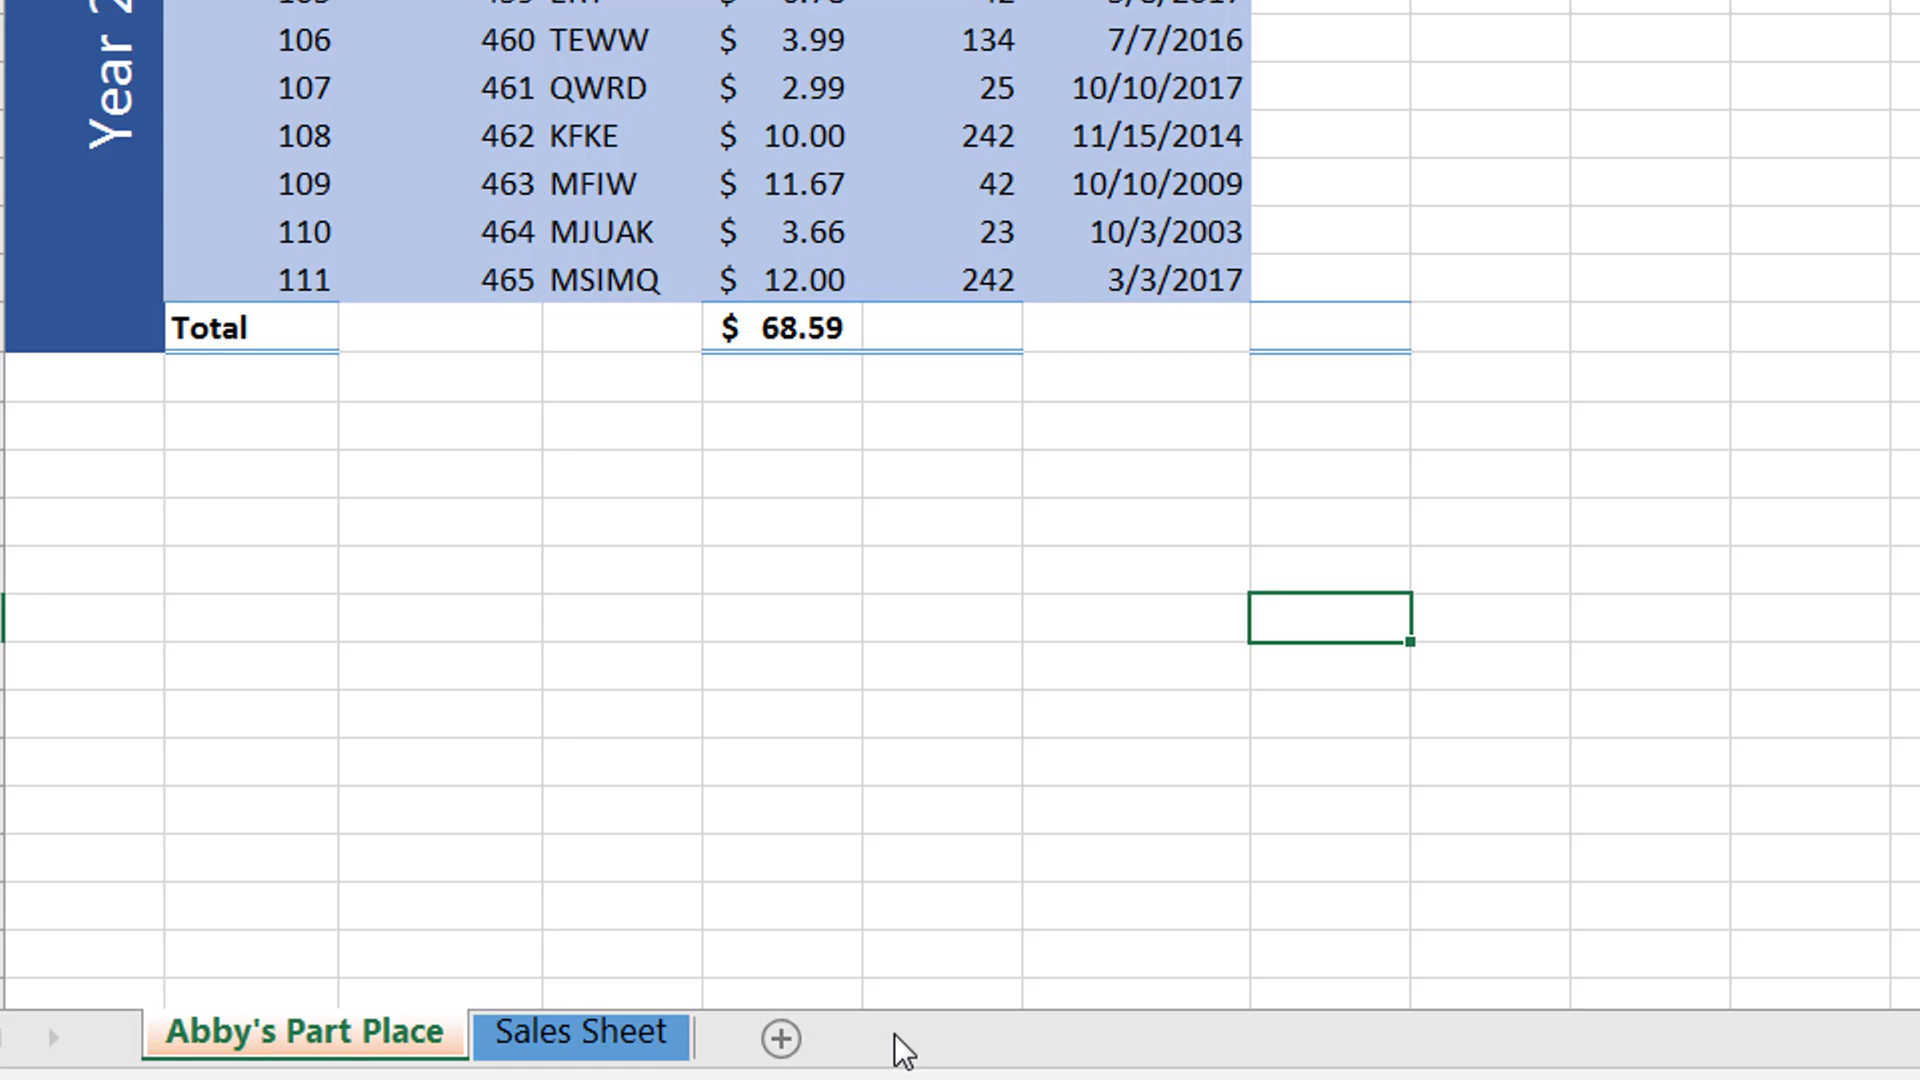 Year 2
106 460 TEWW $ 3.99 134 7/7/2016
107 461 QWRD $ 2.99 25 10/10/2017
108 462 KFKE $ 10.00 242 11/15/2014
109 463 MFIW $ 11.67 42 10/10/2009
110 464 MJUAK $ 3.66 23 10/3/2003
111 465 MSIMQ $ 12.00 242 3/3/2017
Total $ 68.59
Abby's Part Place Sales Sheet